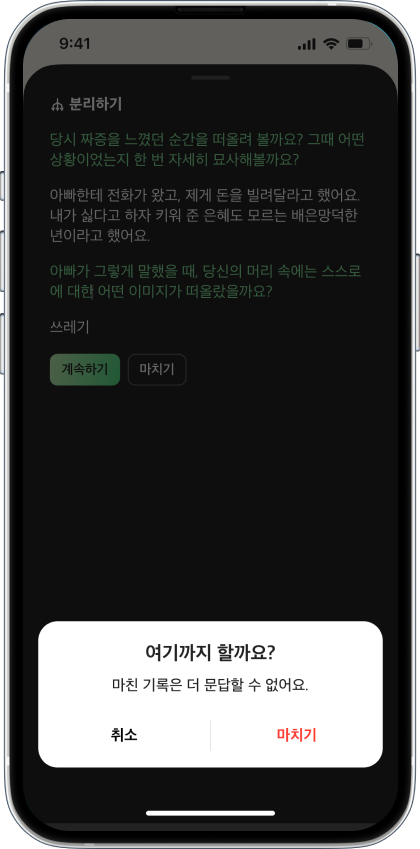 9:41
분리하기
당시 짜증을 느꼈던 순간을 떠올려 볼까요? 그때 어떤
상황이었는지 한 번 자세히 묘사해볼까요?
아빠한테 전화가 왔고, 제게 돈을 빌려달라고 했어요.
내가 싫다고 하자 키워 준 은혜도 모르는 배은망덕한
년이라고 했어요.
아빠가 그렇게 말했을 때, 당신의 머리 속에는 스스로
에 대한 어떤 이미지가 떠올랐을까요?
쓰레기
계속하기 마치기
여기까지 할까요?
마친 기록은 더 문답할 수 없어요.
취소 마치기